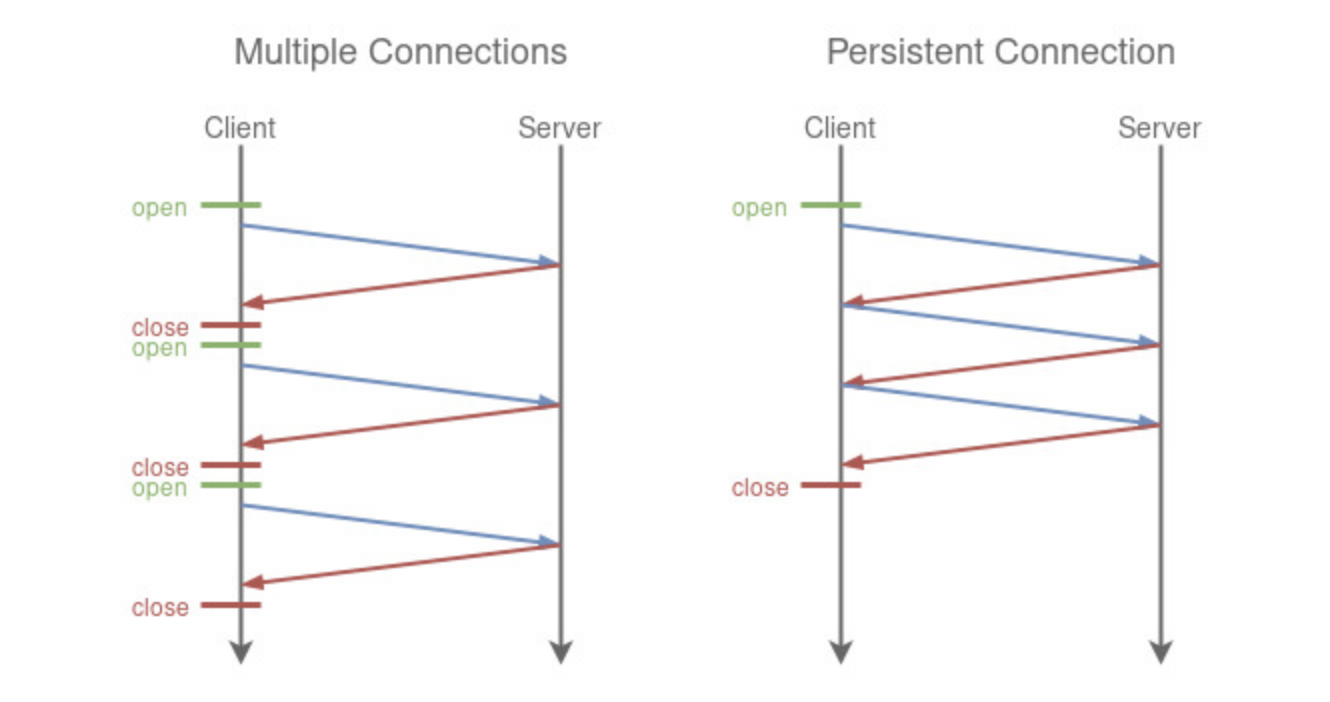 Multiple Connections
Client
Server
open
close
open
close
open
close
Persistent Connection
Client
Server
open
close